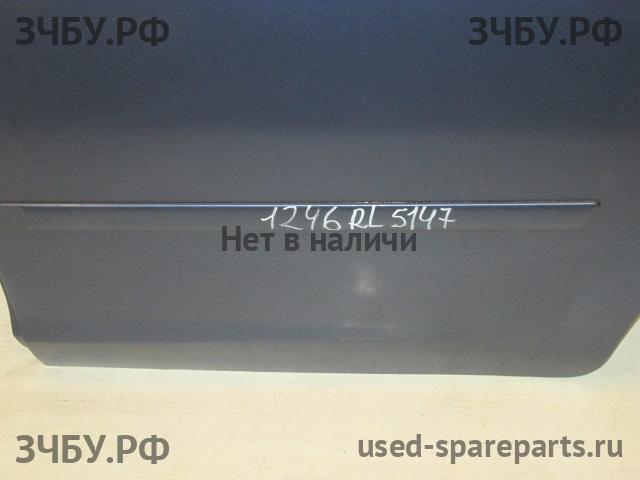 ЗЧБУ.РФ ЗЧБУ.РФ
1246 RL 5147
Нет в наличи
ЗЧБУ.РФ used-spareparts.ru